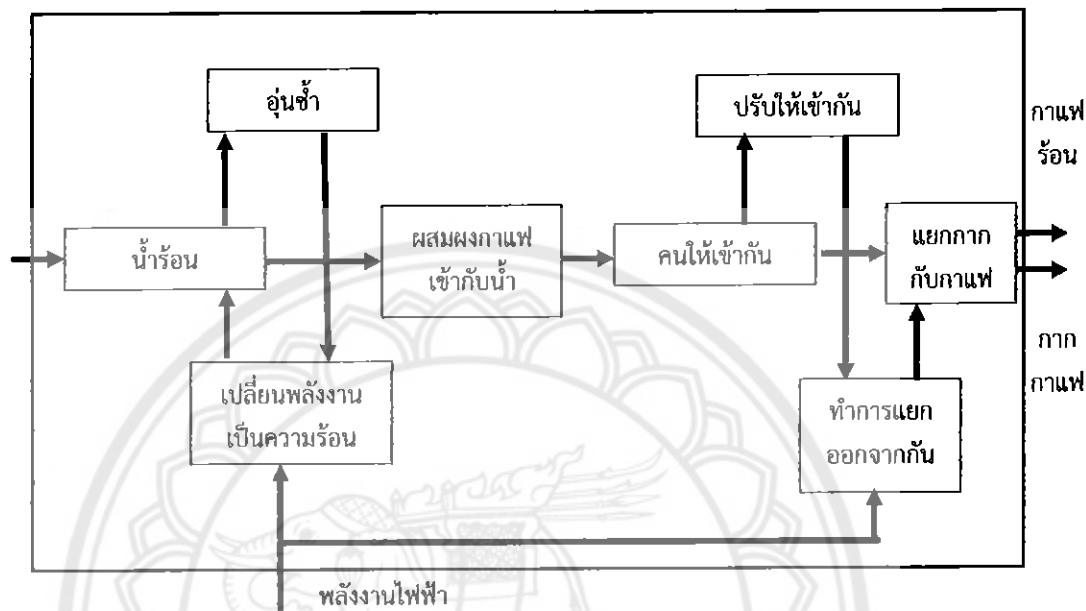 อุ่นซ้ำ
ปรับให้เข้ากัน
กาแฟ
ร้อน
น้ำร้อน
ผสมผงกาแฟ
เข้ากับน้ำ
คนให้เข้ากัน
แยกกาก
กับกาแฟ
กาก
กาแฟ
เปลี่ยนพลังงาน
เป็นความร้อน
ทำการแยก
ออกจากกัน
พลังงานไฟฟ้า